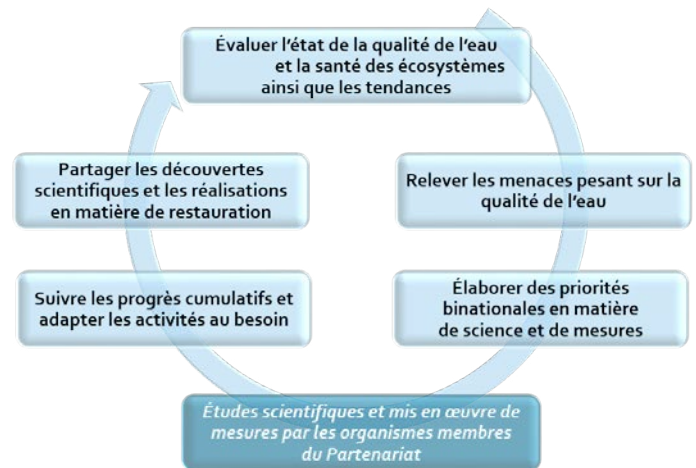 Évaluer l'état de la qualité de l'eau
et la santé des écosystèmes
ainsi que les tendances
Relever les menaces pesant sur la
qualité de l'eau
Élaborer des priorités
binationales en matière
de science et de mesures
Études scientifiques et mis en œuvre de
mesures par les organismes membres
du Partenariat
Suivre les progrès cumulatifs et
adapter les activités au besoin
Partager les découvertes
scientifiques et les réalisations
en matière de restauration